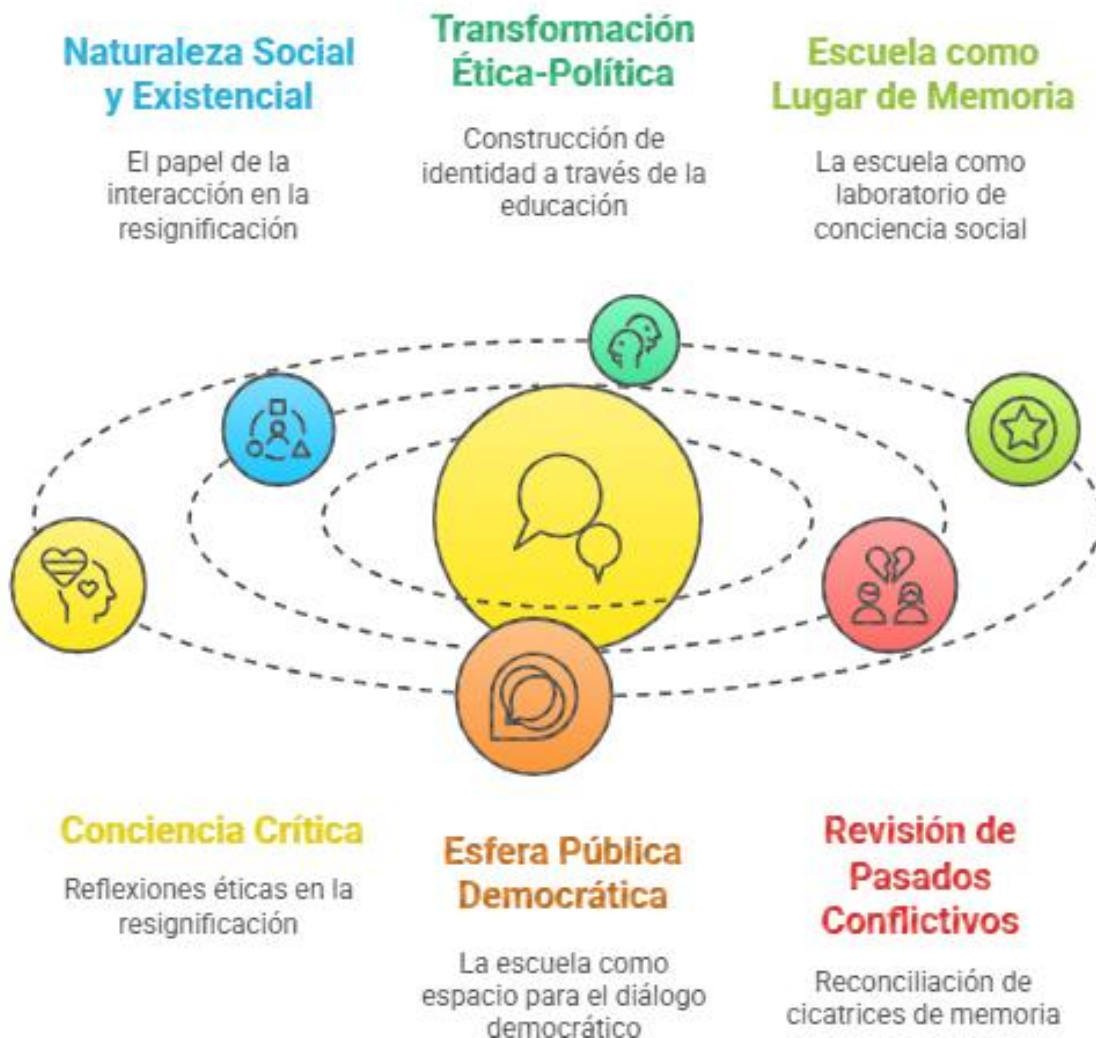 Naturaleza Social
y Existencial
El papel de la
interacción en la
resignificación
Transformación
Ética-Política
Construcción de
identidad a través de la
educación
Escuela como
Lugar de Memoria
La escuela como
laboratorio de
conciencia social
Conciencia Crítica
Reflexiones éticas en la
resignificación
Esfera Pública
Democrática
La escuela como
espacio para el diálogo
democrático
Revisión de
Pasados
Conflictivos
Reconciliación de
cicatrices de memoria